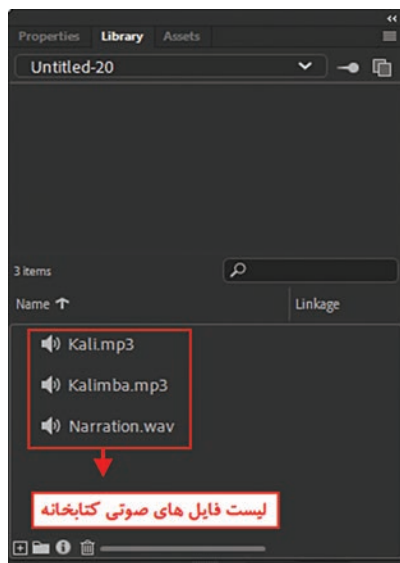 Properties Library Assets
Untitled-20
3 items
Name Linkage
Kali.mp3
Kalimba.mp3
Narration.wav
لیست فایل های صوتی کتابخانه